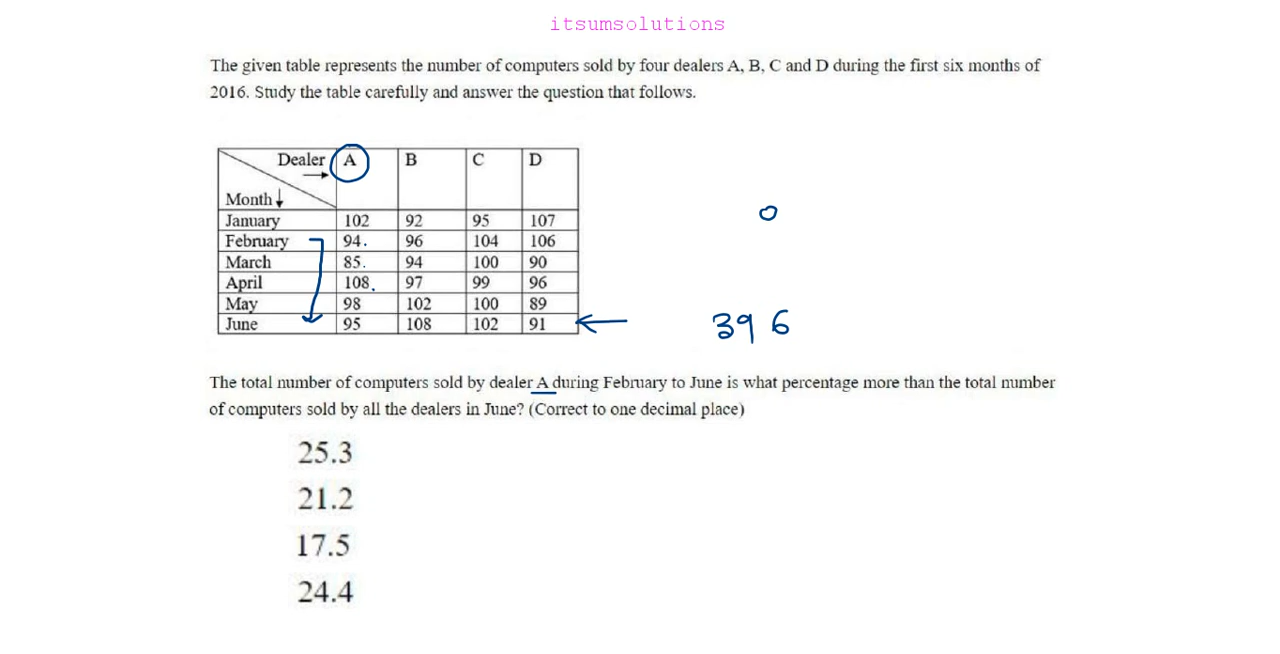 itsumsolutions
The given table represents the number of computers sold by four dealers A, B, C and D during the first six months of
2016. Study the table carefully and answer the question that follows.
Dealer A B C D
Month
January 102 92 95 107
February 94. 96 104 106
March 85. 94 100 90
April 108. 97 99 96
May 98 102 100 89
June 95 108 102 91
0
396
The total number of computers sold by dealer A during February to June is what percentage more than the total number
of computers sold by all the dealers in June? (Correct to one decimal place)
25.3
21.2
17.5
24.4